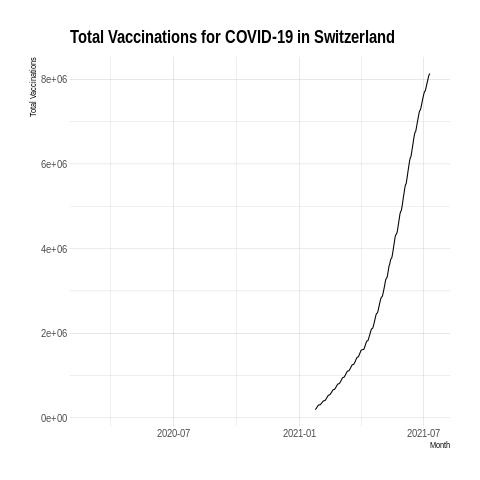 Total Vaccinations for COVID-19 in Switzerland
Total Vaccinations
8e+06
6e+06
4e+06
2e+06
0e+00
2020-07
2021-01
2021-07
Month